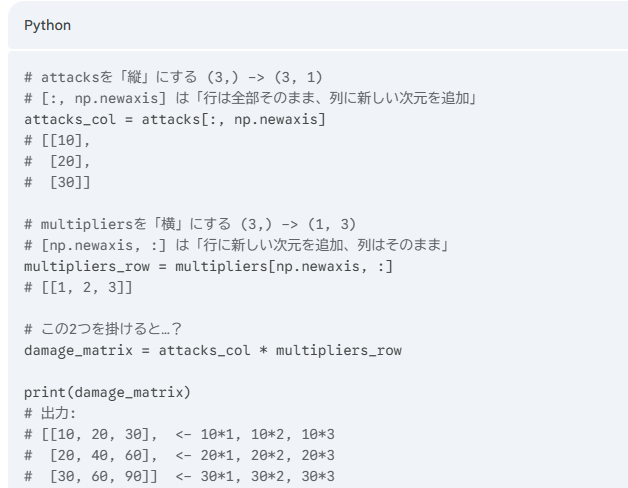 Python
# attacksを「縦」にする (3,) -> (3, 1)
# [:, np.newaxis] は「行は全部そのまま、列に新しい次元を追加」
attacks_col = attacks[:, np.newaxis]
# [[10],
#  [20],
#  [30]]
# multipliersを「横」にする (3,) -> (1, 3)
# [np.newaxis, :] は「行に新しい次元を追加、列はそのまま」
multipliers_row = multipliers[np.newaxis, :]
# [[1, 2, 3]]
# この2つを掛けると…？
damage_matrix = attacks_col * multipliers_row
print(damage_matrix)
# 出力:
# [[10, 20, 30],  <- 10*1, 10*2, 10*3
#  [20, 40, 60],  <- 20*1, 20*2, 20*3
#  [30, 60, 90]]  <- 30*1, 30*2, 30*3